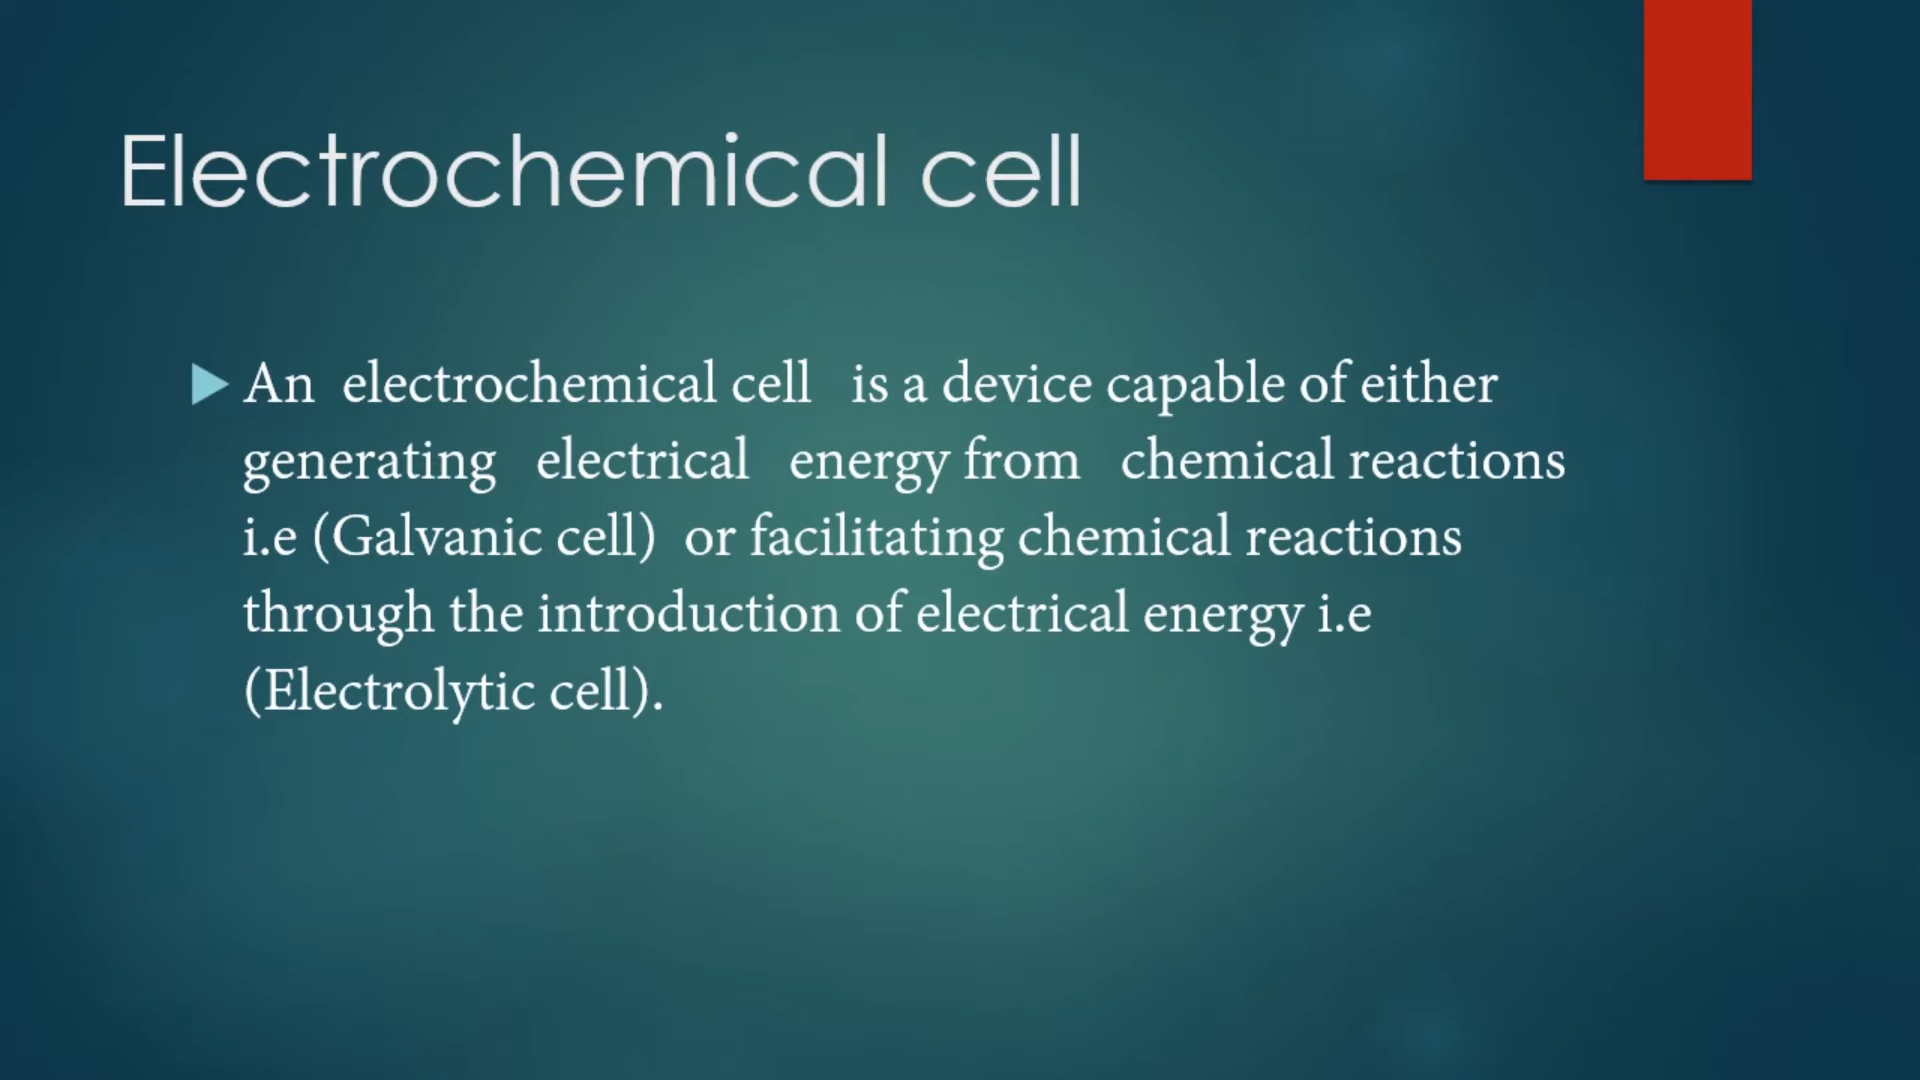 Electrochemical cell
An electrochemical cell is a device capable of either
generating electrical energy from chemical reactions
i.e (Galvanic cell) or facilitating chemical reactions
through the introduction of electrical energy i.e
(Electrolytic cell).